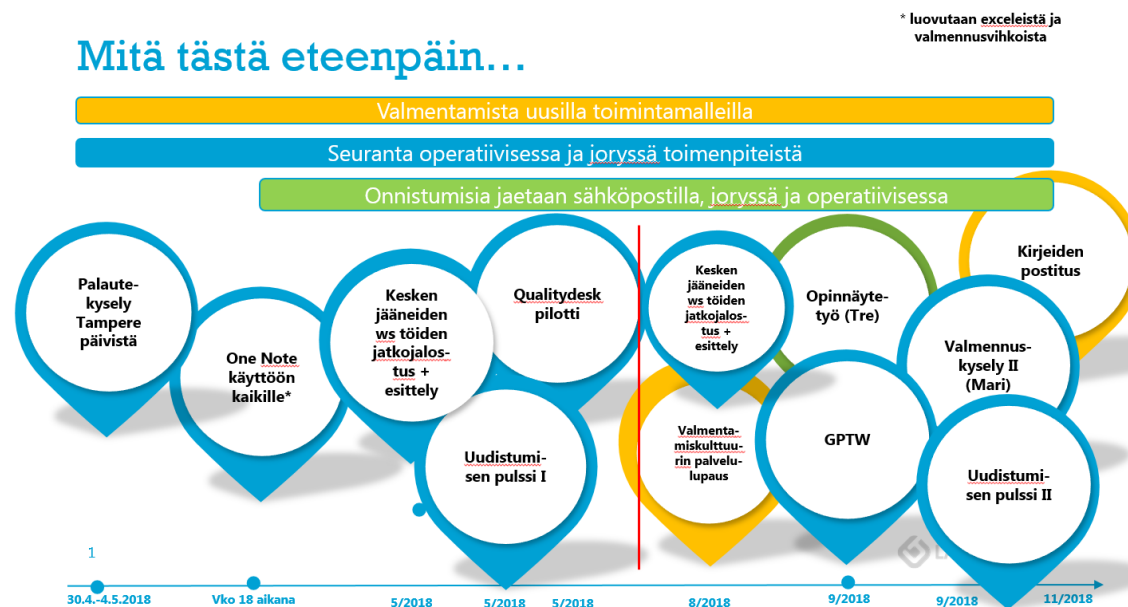 * luovutaan exceleistä ja
valmennusvihkoista
Mitä tästä eteenpäin…
Valmentamista uusilla toimintamalleilla
Seuranta operatiivisessa ja joryssä toimenpiteistä
Onnistumisia jaetaan sähköpostilla, joryssä ja operatiivisessa
Palaute-
kysely
Tampere
päivistä
One Note
käyttöön
kaikille*
Kesken
jääneiden
ws töiden
jatkojalos-
tus +
esittely
Qualitydesk
pilotti
Uudistumi-
sen pulssi I
Kesken
jääneiden
ws töiden
jatkojalos-
tus +
esittely
Valmenta-
miskulttuu-
rin palvelu-
lupaus
Opinnäyte-
työ (Tre)
GPTW
Kirjeiden
postitus
Valmennus-
kysely II
(Mari)
Uudistumi-
sen pulssi II
1
30.4.-4.5.2018
Vko 18 aikana
5/2018
5/2018
5/2018
8/2018
9/2018
9/2018
11/2018